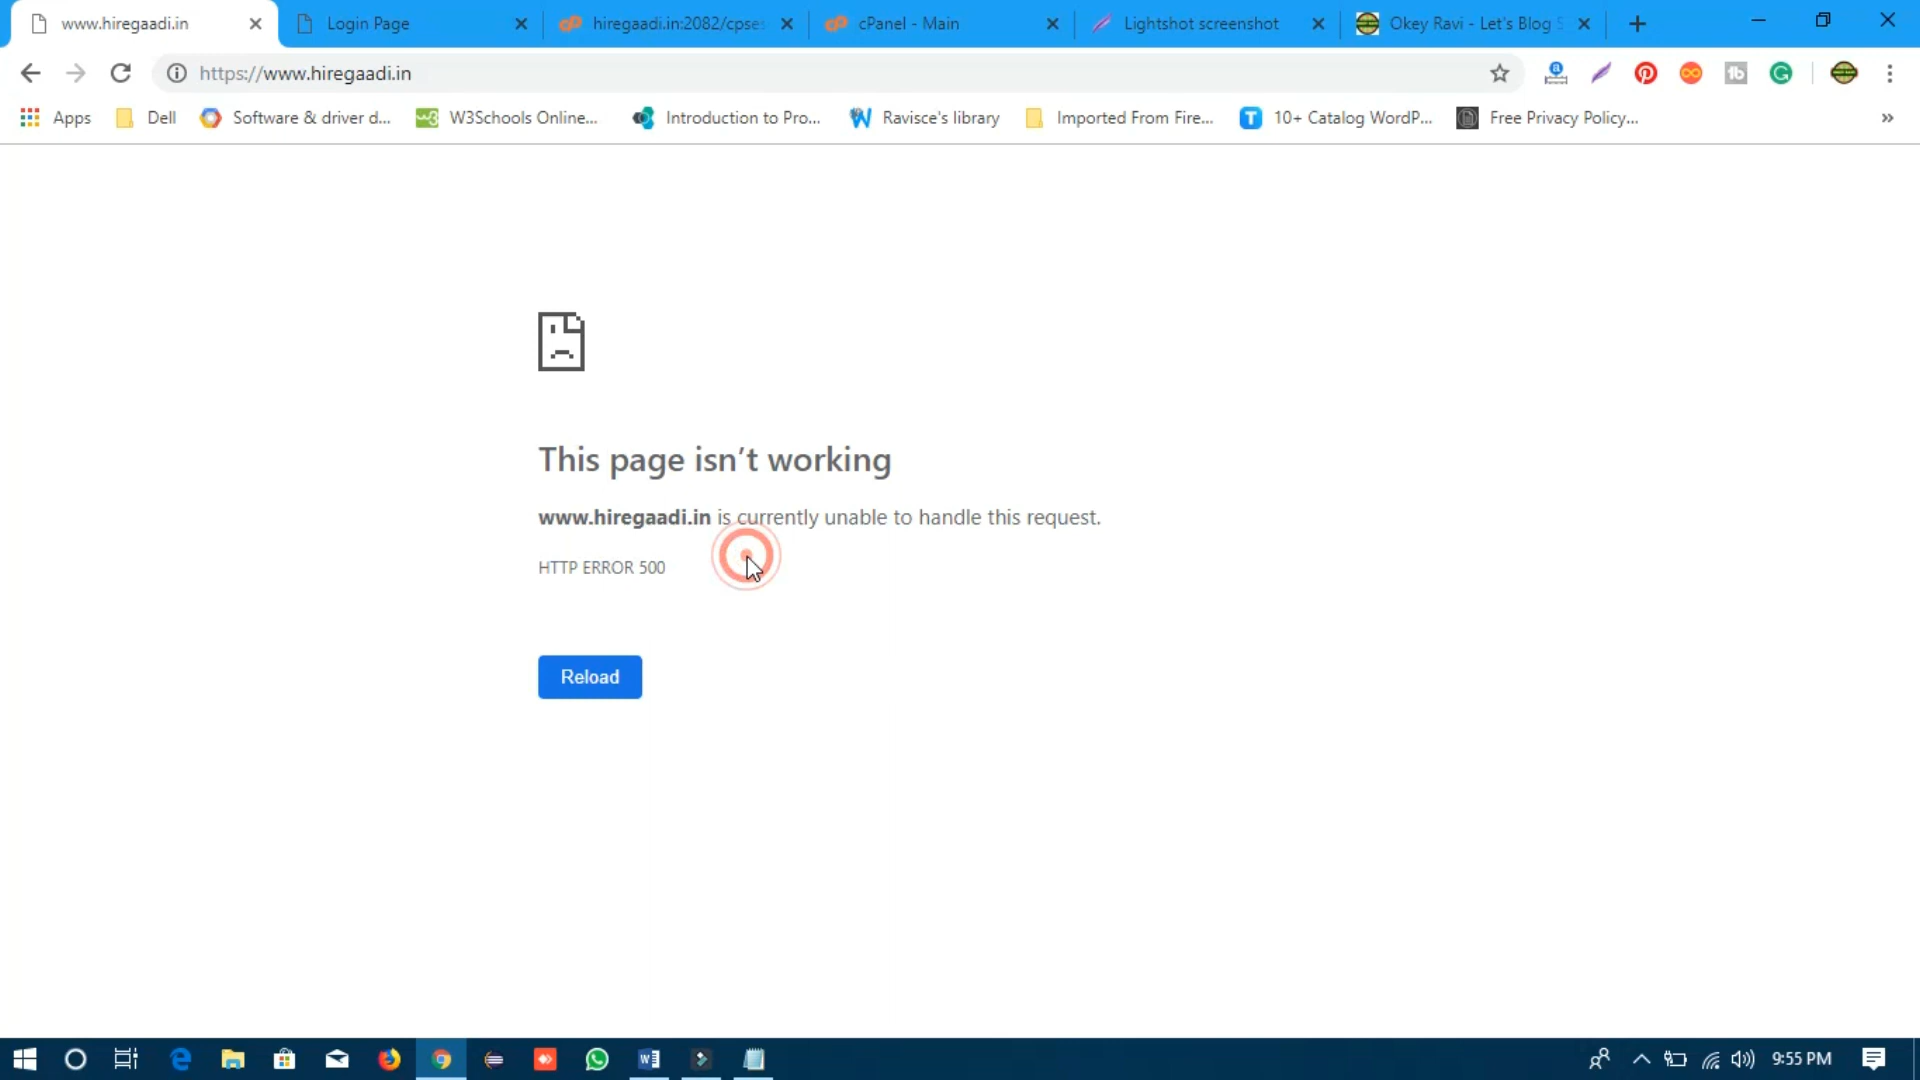 www.hiregaadi.in
Login Page
hiregaadi.in:2082/cpses
cPanel - Main
Lightshot screenshot
Okey Ravi - Let's Blog S
https://www.hiregaadi.in
Apps
Dell
Software & driver d...
W3Schools Online...
Introduction to Pro...
Ravisce's library
Imported From Fire...
10+ Catalog WordP...
Free Privacy Policy...
This page isn’t working
www.hiregaadi.in is currently unable to handle this request.
HTTP ERROR 500
Reload
9:55 PM